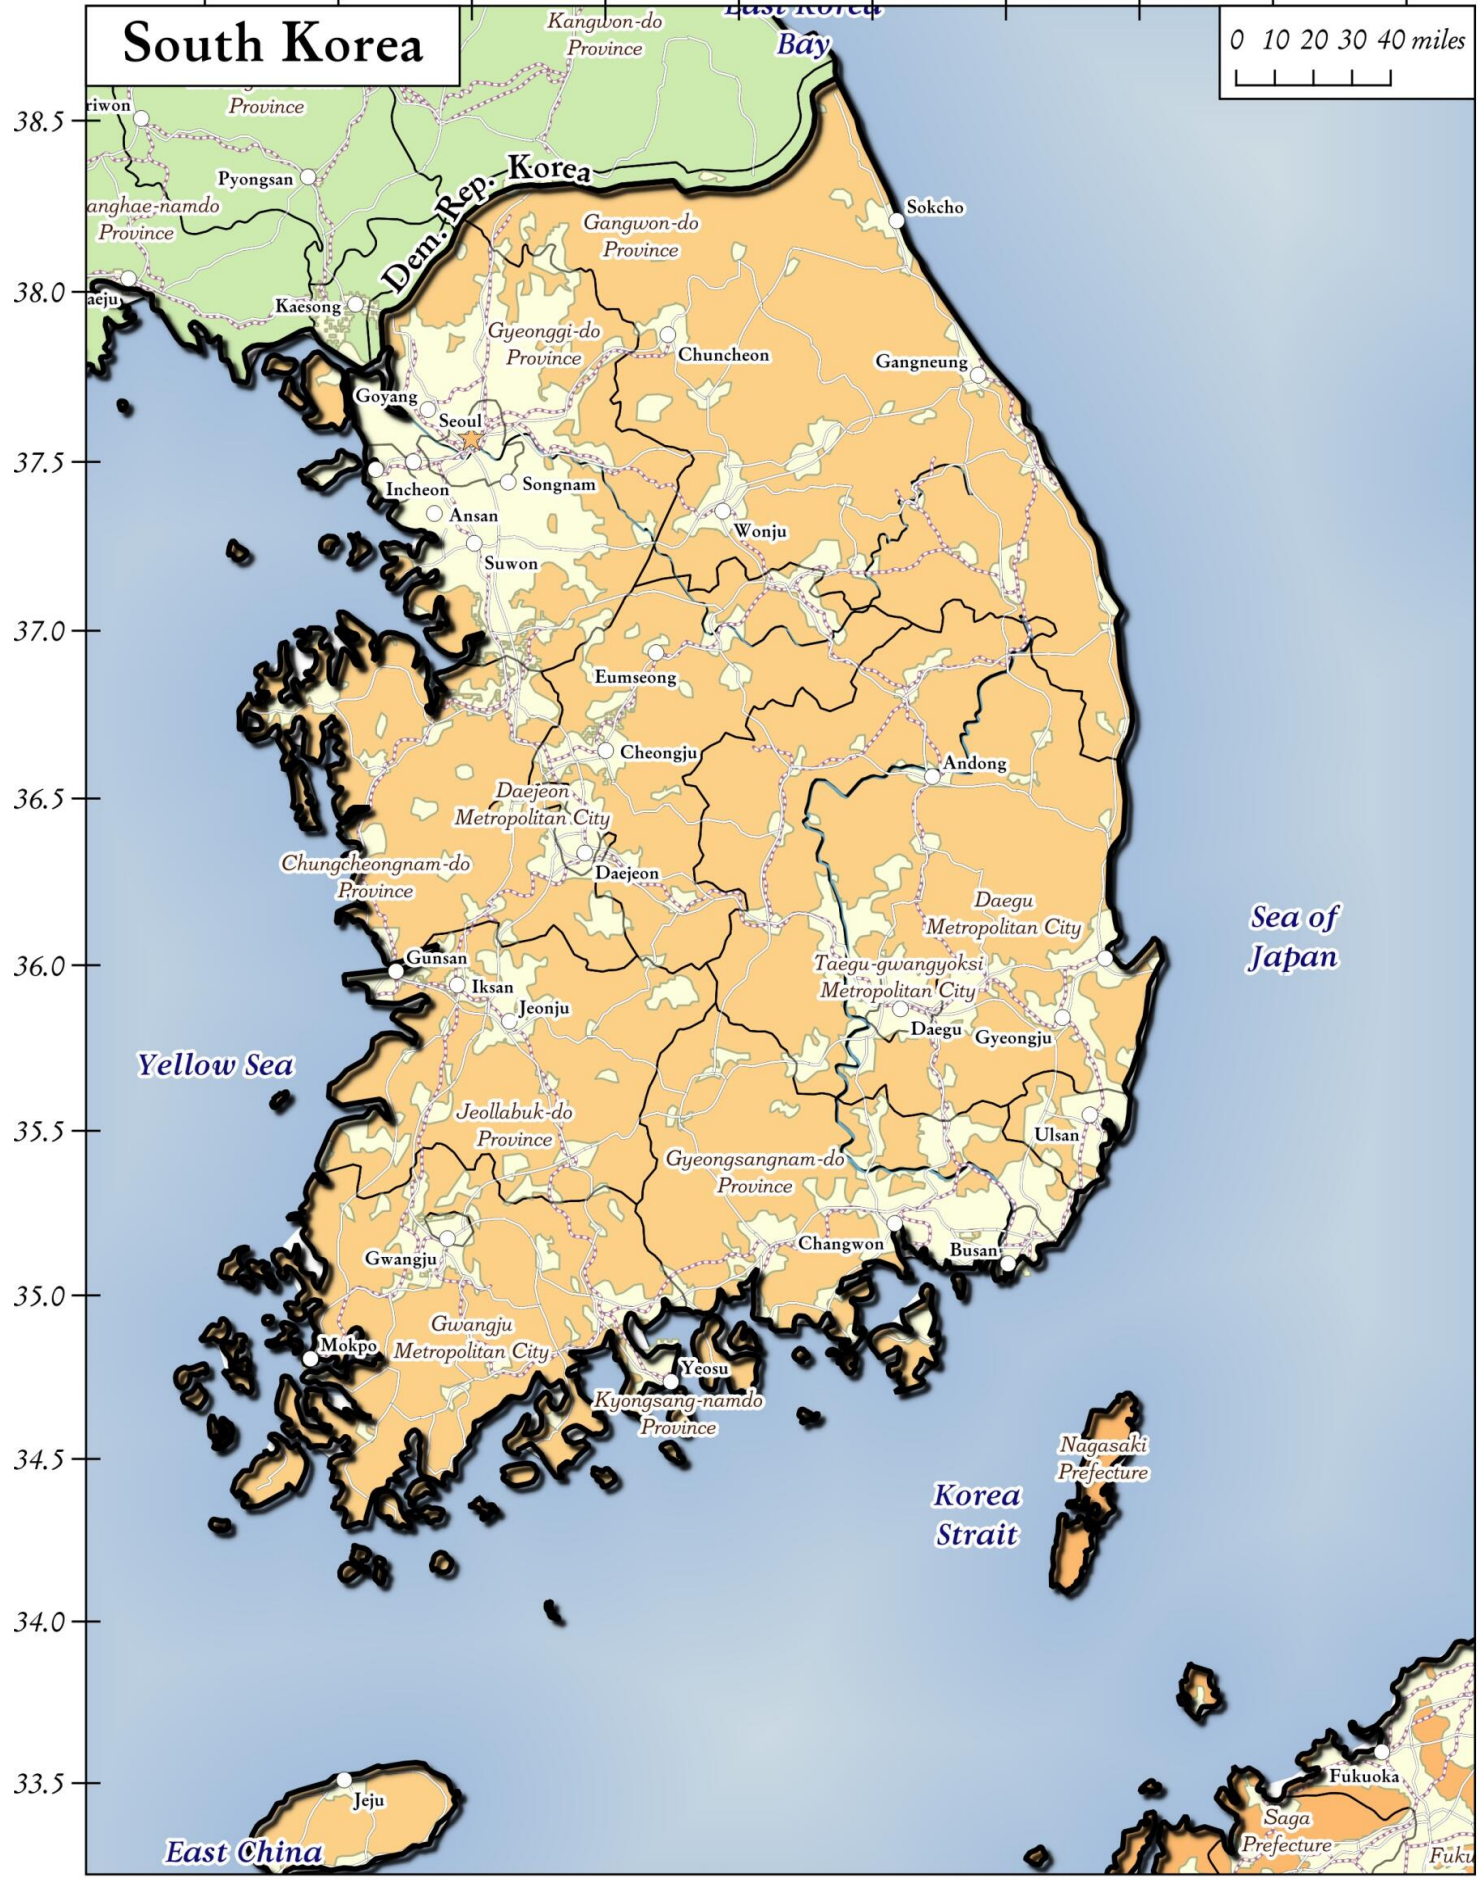 East Korea
Bay
South Korea
0 10 20 30 40 miles
Kangwon-do
Province
Province
riwon
38.5
Pyongsan
Dem. Rep. Korea
anghae-namdo
Province
Sokcho
Gangwon-do
Province
38.0
aeju
Kaesong
Gyeonggi-do
Province
Chuncheon
Gangneung
Goyang
Seoul
37.5
Incheon
Songnam
Ansan
Wonju
Suwon
37.0
Eumseong
Cheongju
Andong
36.5
Daejeon
Metropolitan City
Chungcheongnam-do
Province
Daejeon
Daegu
Metropolitan City
Sea of
Japan
36.0
Gunsan
Taegu-gwangyoksi
Metropolitan City
Iksan
Jeonju
Daegu
Gyeongju
Yellow Sea
Jeollabuk-do
Province
35.5
Ulsan
Gyeongsangnam-do
Province
Changwon
Busan
Gwangju
35.0
Gwangju
Metropolitan City
Mokpo
Yeosu
Kyongsang-namdo
Province
34.5
Nagasaki
Prefecture
Korea
Strait
34.0
33.5
Fukuoka
Jeju
Saga
Prefecture
East China
Fuku